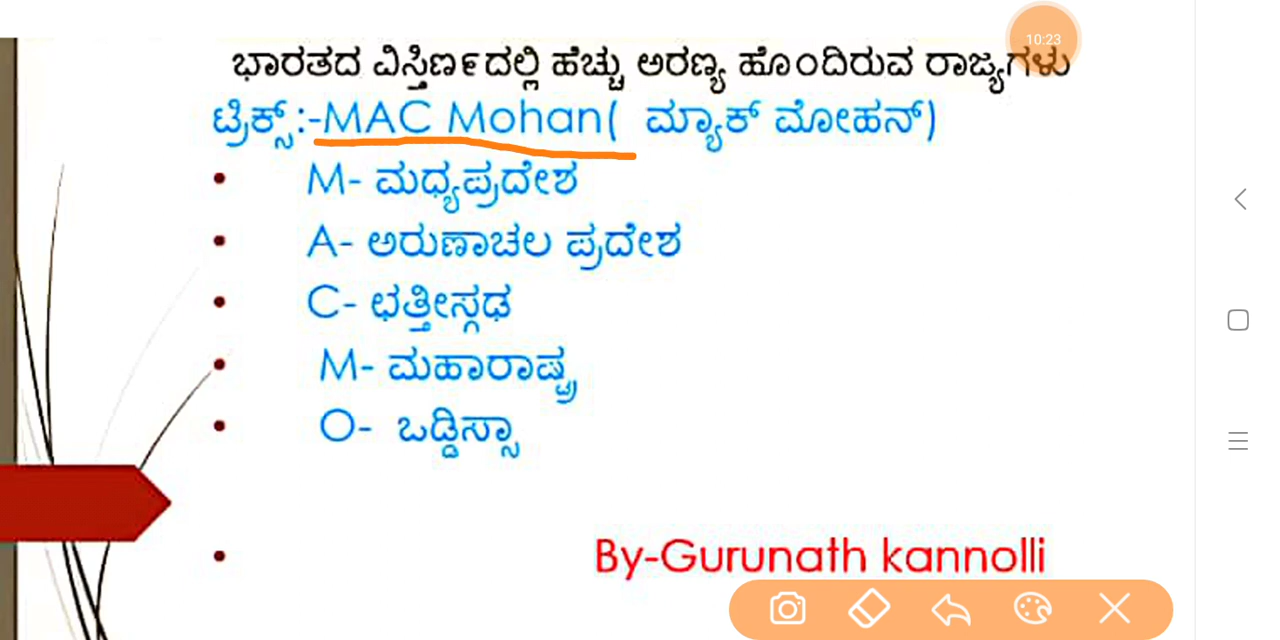 10:23
ಭಾರತದ ವಿಸ್ತಿಣ೯ದಲ್ಲಿ ಹೆಚ್ಚು ಅರಣ್ಯ ಹೊಂದಿರುವ ರಾಜ್ಯಗಳು
ಟ್ರಿಕ್ಸ್:-MAC Mohan( ಮ್ಯಾಕ್ ಮೋಹನ್)
• M- ಮಧ್ಯಪ್ರದೇಶ
• A- ಅರುಣಾಚಲ ಪ್ರದೇಶ
• C- ಛತ್ತೀಸ್ಗಢ
• M- ಮಹಾರಾಷ್ಟ್ರ
• O- ಒಡ್ಡಿಸ್ಸಾ
• By-Gurunath kannolli